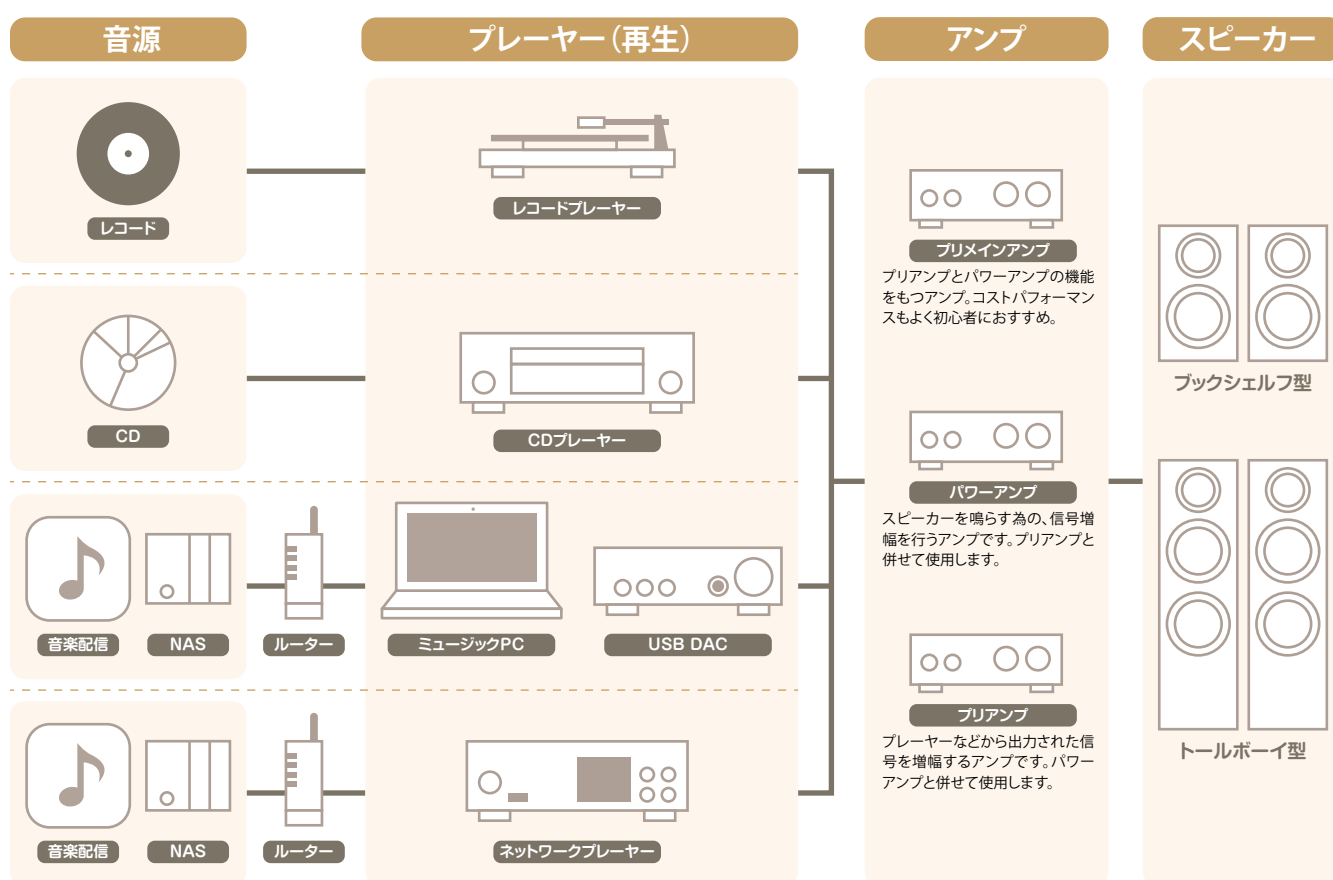 音源
プレーヤー（再生）
アンプ
スピーカー
レコード
レコードプレーヤー
CD
CDプレーヤー
音楽配信
NAS
ルーター
ミュージックPC
USB DAC
音楽配信
NAS
ルーター
ネットワークプレーヤー
プリメインアンプ
プリアンプとパワーアンプの機能
をもつアンプ。コストパフォーマン
スもよく初心者におすすめ。
パワーアンプ
スピーカーを鳴らす為の、信号増
幅を行うアンプです。プリアンプと
併せて使用します。
プリアンプ
プレーヤーなどから出力された信
号を増幅するアンプです。パワー
アンプと併せて使用します。
ブックシェルフ型
トールボーイ型